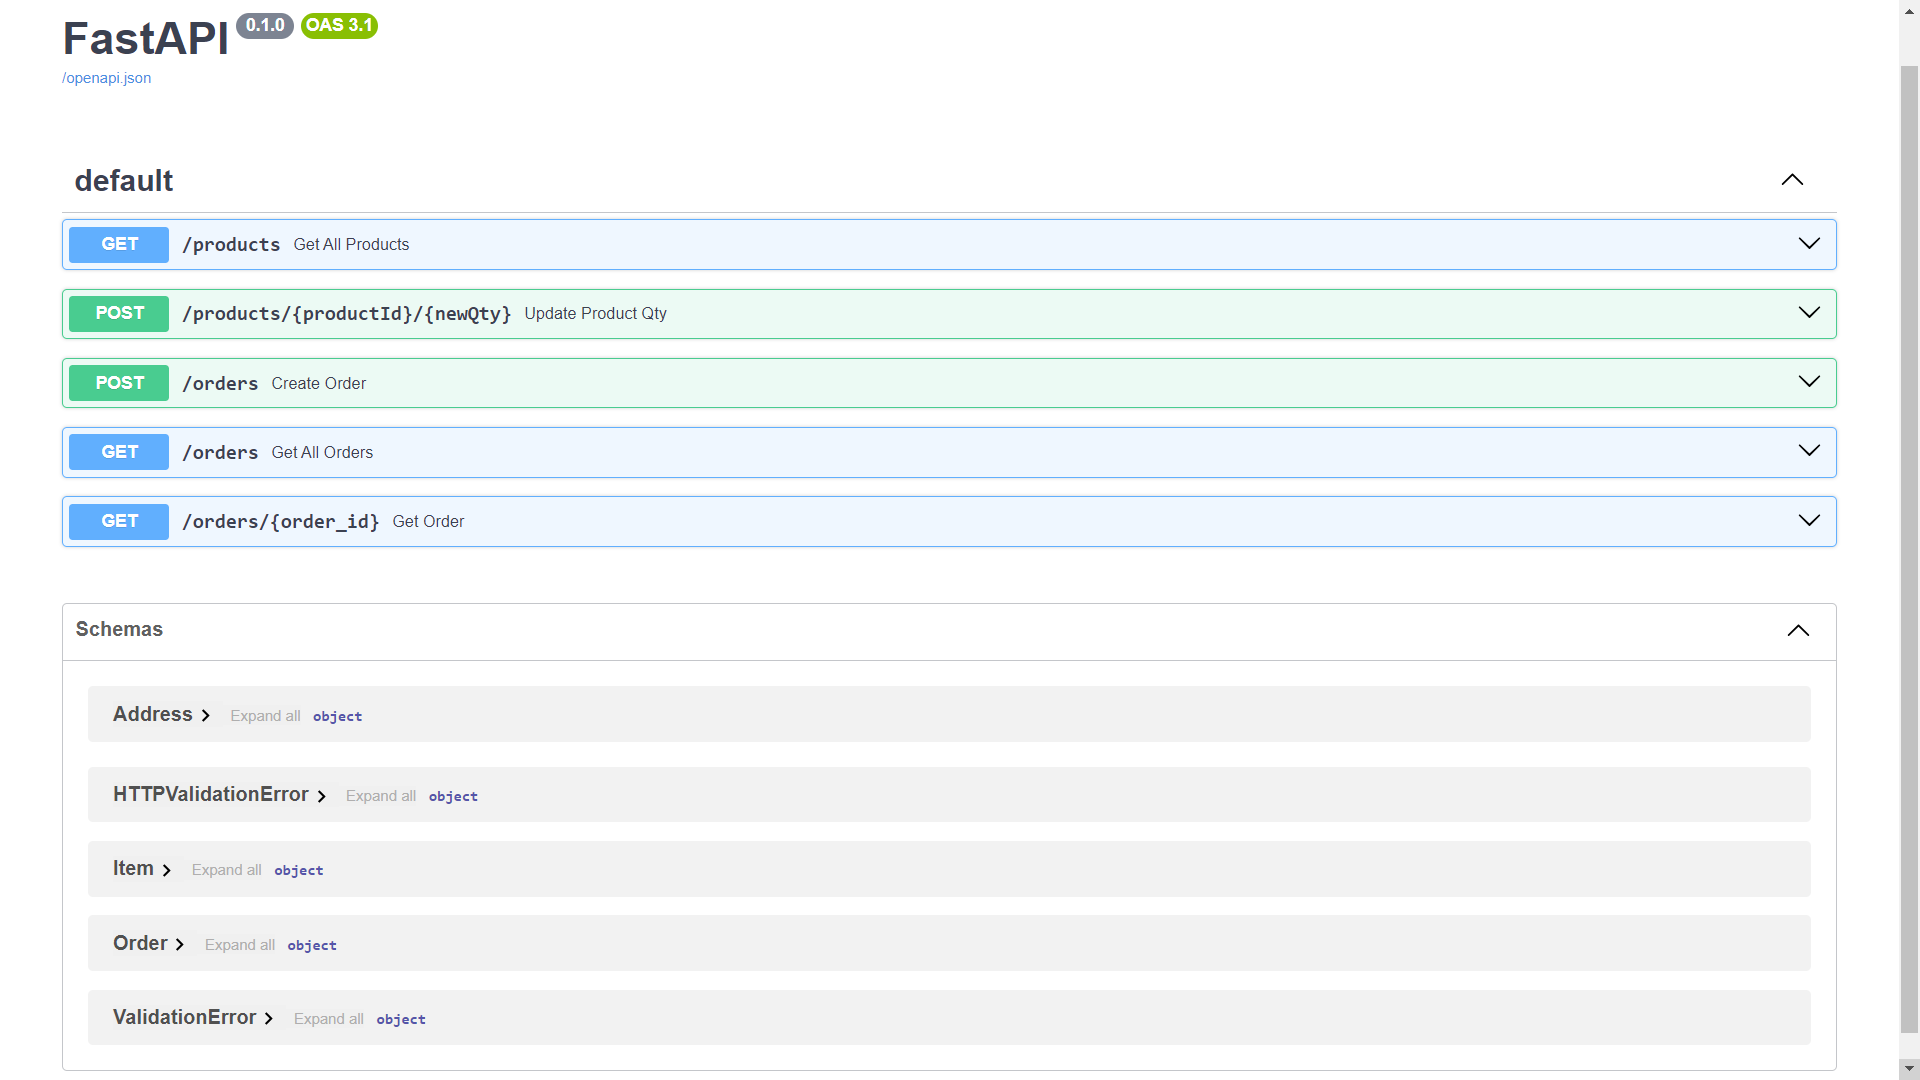 FastAPI 0.1.0 OAS 3.1
/openapi.json
default
GET /products Get All Products
POST /products/{productId}/{newQty} Update Product Qty
POST /orders Create Order
GET /orders Get All Orders
GET /orders/{order_id} Get Order
Schemas
Address Expand all object
HTTPValidationError Expand all object
Item Expand all object
Order Expand all object
ValidationError Expand all object